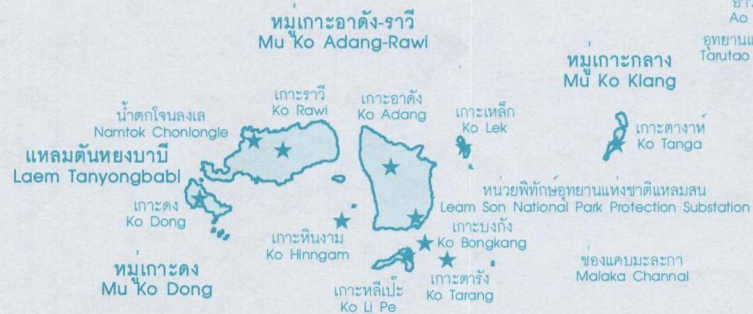 หมู่เกาะอาดัง-ราวี
Mu Ko Adang-Rawi
Ao
อุทยานแ
Tarutao
หมู่เกาะกลาง
Mu Ko Klang
น้ำตกโจนลงเล
Namtok Chonlongle
เกาะราวี
Ko Rawi
เกาะอาดัง
Ko Adang
เกาะเหล็ก
Ko Lek
เกาะตางาห์
Ko Tanga
แหลมตันหยงบาบี
Laem Tanyongbabi
เกาะดง
Ko Dong
หน่วยพิทักษ์อุทยานแห่งชาติแหลมสน
Leam Son National Park Protection Substation
เกาะหินงาม
Ko Hinngam
เกาะบงกัง
Ko Bongkang
หมู่เกาะดง
Mu Ko Dong
เกาะหลีเป๊ะ
Ko Li Pe
เกาะตารัง
Ko Tarang
ช่องแคบมะละกา
Malaka Channal